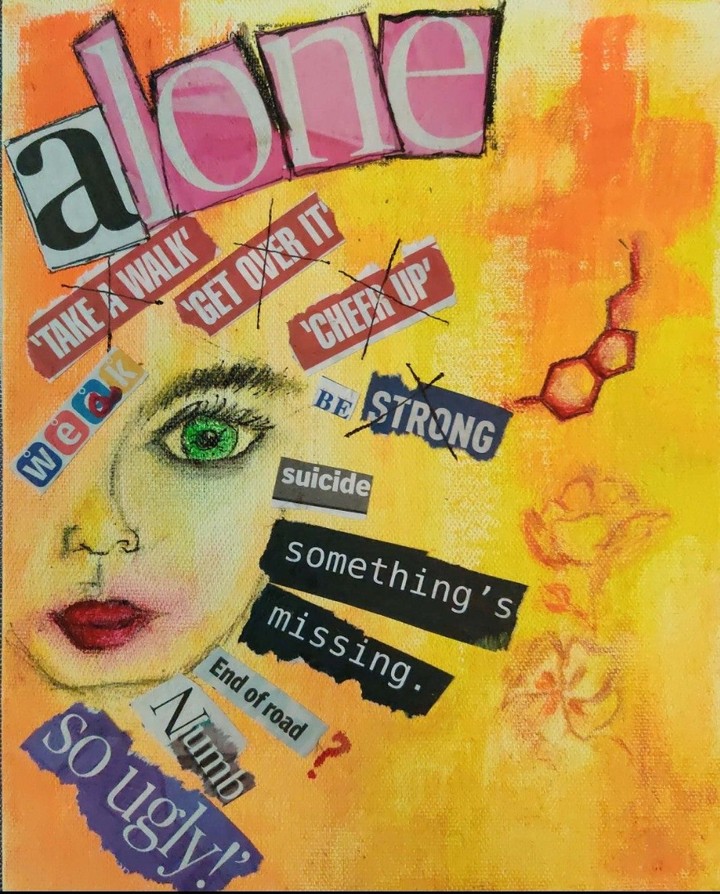 alone
'TAKE A WALK'
'GET OVER IT'
'CHEER UP'
weak
BE STRONG
suicide
something's
missing.
End of road ?
Numb
so ugly!'